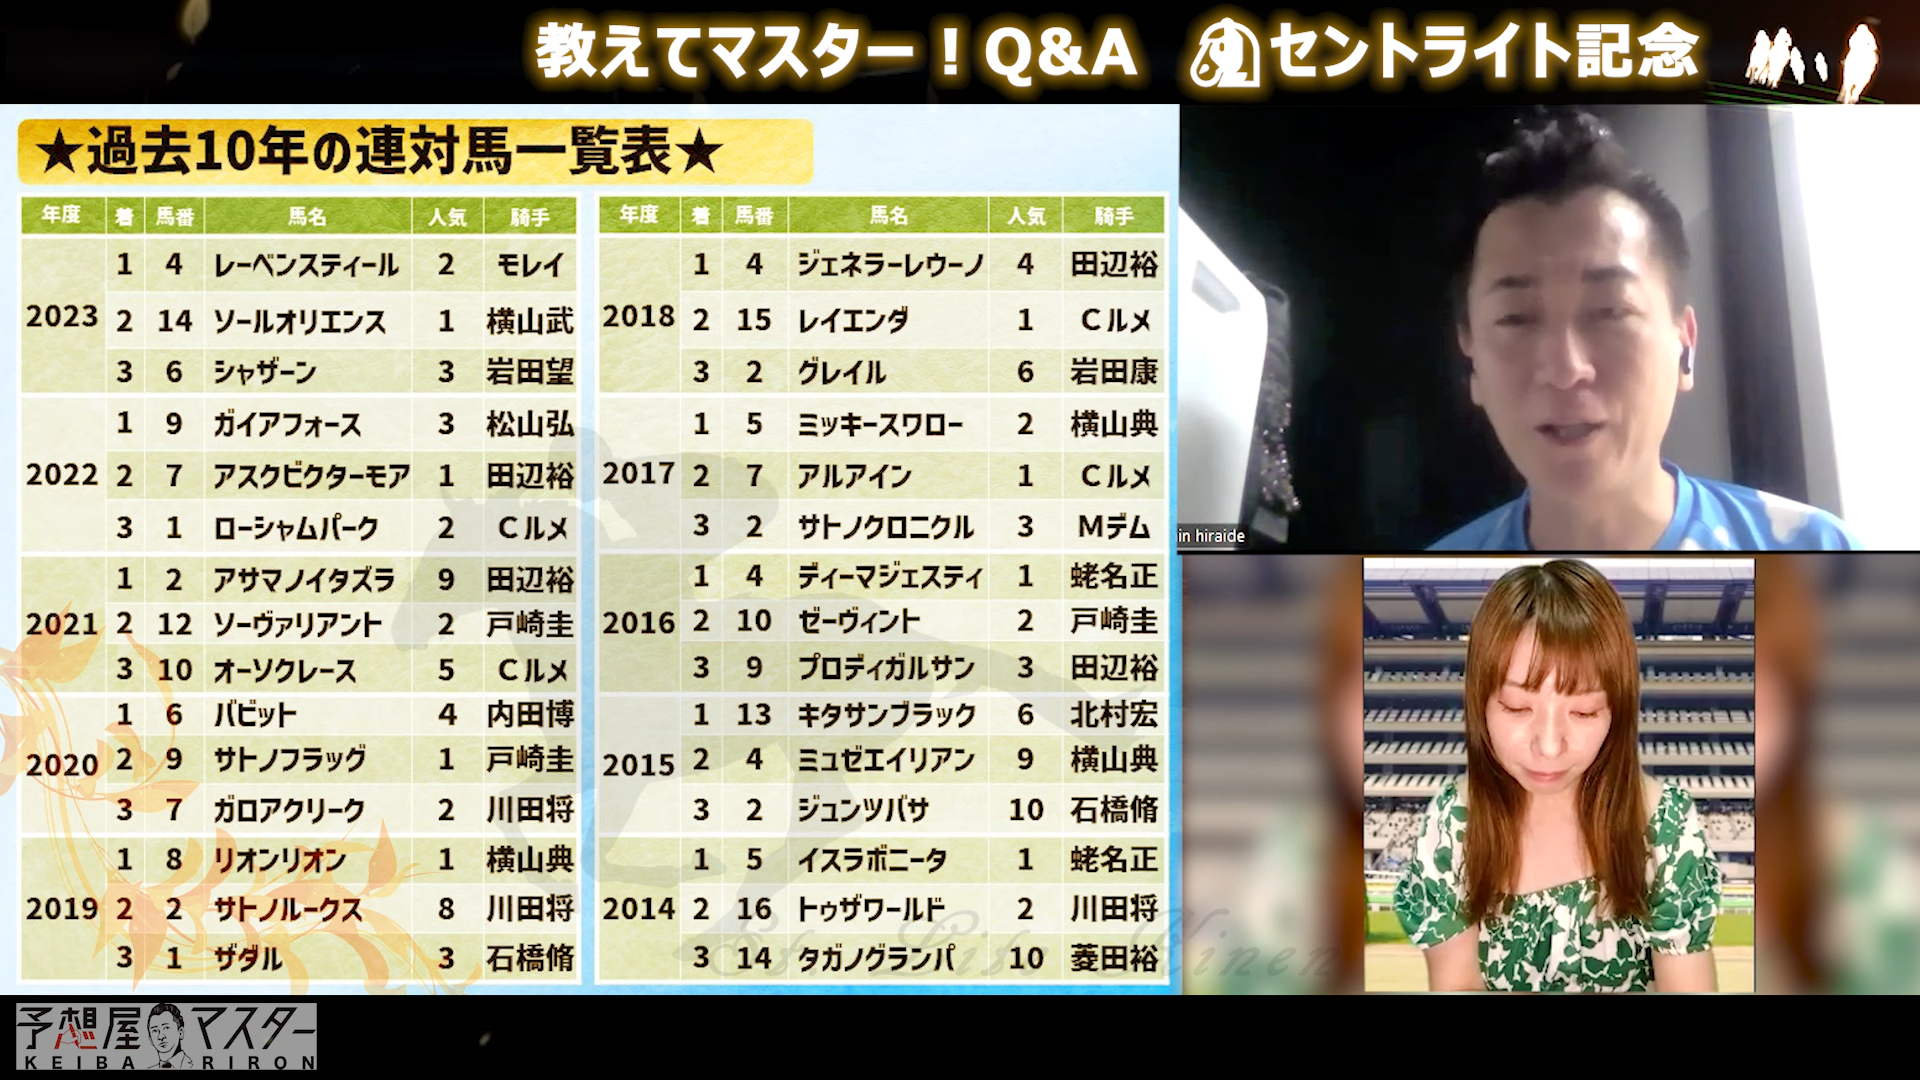 教えてマスター!Q&A セントライト記念
★過去10年の連対馬一覧表★
年度 着 馬番 馬名 人気 騎手
2023 1 4 レーベンスティール 2 モレイ
2 14 ソールオリエンス 1 横山武
3 6 シャザーン 3 岩田望
2022 1 9 ガイアフォース 3 松山弘
2 7 アスクビクターモア 1 田辺裕
3 1 ローシャムパーク 2 Cルメ
2021 1 2 アサマノイタズラ 9 田辺裕
2 12 ソーヴァリアント 2 戸崎圭
3 10 オーソクレース 5 Cルメ
2020 1 6 バビット 4 内田博
2 9 サトノフラッグ 1 戸崎圭
3 7 ガロアクリーク 2 川田将
2019 1 8 リオンリオン 1 横山典
2 2 サトノルークス 8 川田将
3 1 ザダル 3 石橋脩
年度 着 馬番 馬名 人気 騎手
2018 1 4 ジェネラーレウーノ 4 田辺裕
2 15 レイエンダ 1 Cルメ
3 2 グレイル 6 岩田康
2017 1 5 ミッキースワロー 2 横山典
2 7 アルアイン 1 Cルメ
3 2 サトノクロニクル 3 Mデム
2016 1 4 ディーマジェスティ 1 蛯名正
2 10 ゼーヴィント 2 戸崎圭
3 9 プロディガルサン 3 田辺裕
2015 1 13 キタサンブラック 6 北村宏
2 4 ミュゼエイリアン 9 横山典
3 2 ジュンツバサ 10 石橋脩
2014 1 5 イスラボニータ 1 蛯名正
2 16 トゥザワールド 2 川田将
3 14 タガノグランパ 10 菱田裕
in hiraide
予想屋マスター
KEIBA RIRON